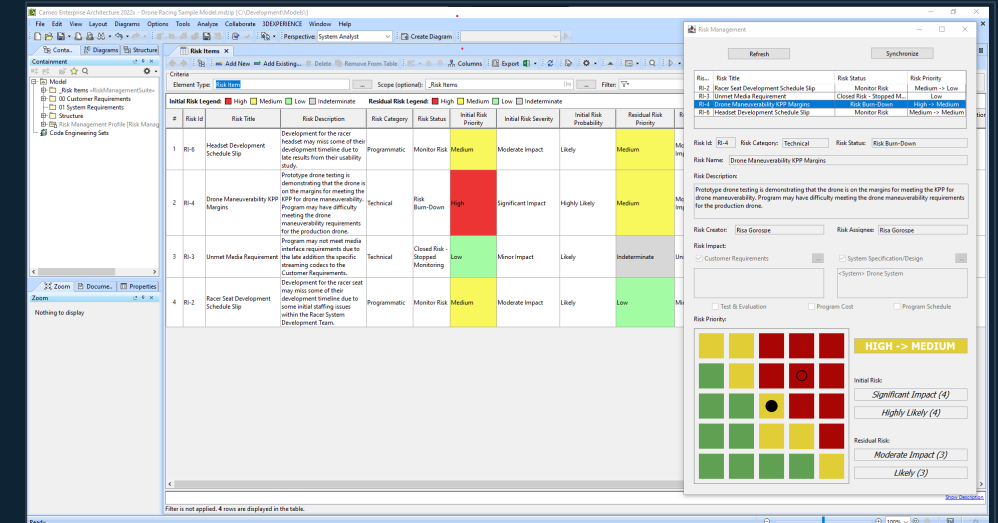 Cameo Enterprise Architecture 2022x - Drone Racing Sample Model.mdzip [C:\Development\Models\]
File Edit View Layout Diagrams Options Tools Analyze Collaborate 3DEXPERIENCE Window Help
Perspective: System Analyst Create Diagram
Conta... Diagrams Structure
Containment
Model
_Risk Items «RiskManagementSuite»
00 Customer Requirements
01 System Requirements
Structure
Risk Management Profile [Risk Manag
Code Engineering Sets
Zoom Docume.. Properties
Zoom
Nothing to display
Risk Items
Add New Add Existing... Delete Remove From Table Columns Export
Criteria
Element Type: Risk Item ... Scope (optional): _Risk Items ... Filter:
Initial Risk Legend: High Medium Low Indeterminate Residual Risk Legend: High Medium Low Indeterminate
# Risk Id Risk Title Risk Description Risk Category Risk Status Initial Risk Priority Initial Risk Severity Initial Risk Probability Residual Risk Priority
1 RI-6 Headset Development Schedule Slip Development for the racer headset may miss some of their development timeline due to late results from their usability study. Programmatic Monitor Risk Medium Moderate Impact Likely Medium
2 RI-4 Drone Maneuverability KPP Margins Prototype drone testing is demonstrating that the drone is on the margins for meeting the KPP for drone maneuverability. Program may have difficulty meeting the drone maneuverability requirements for the production drone. Technical Risk Burn-Down High Significant Impact Highly Likely Medium
3 RI-3 Unmet Media Requirement Program may not meet media interface requirements due to the late addition the specific streaming codecs to the Customer Requirements. Technical Closed Risk - Stopped Monitoring Low Minor Impact Likely Indeterminate
4 RI-2 Racer Seat Development Schedule Slip Development for the racer seat may miss some of their development timeline due to some initial staffing issues within the Racer System Development Team. Programmatic Monitor Risk Medium Moderate Impact Likely Low
Filter is not applied. 4 rows are displayed in the table.
Show Description
Ready
100%
Risk Management
Refresh Synchronize
Ris... Risk Title Risk Status Risk Priority
RI-2 Racer Seat Development Schedule Slip Monitor Risk Medium -> Low
RI-3 Unmet Media Requirement Closed Risk - Stopped M... Low
RI-4 Drone Maneuverability KPP Margins Risk Burn-Down High -> Medium
RI-6 Headset Development Schedule Slip Monitor Risk Medium -> Medium
Risk Id: RI-4 Risk Category: Technical Risk Status: Risk Burn-Down
Risk Name: Drone Maneuverability KPP Margins
Risk Description:
Prototype drone testing is demonstrating that the drone is on the margins for meeting the KPP for
drone maneuverability. Program may have difficulty meeting the drone maneuverability requirements
for the production drone.
Risk Creator: Risa Gorospe Risk Assignee: Risa Gorospe
Risk Impact:
Customer Requirements ... System Specification/Design ...
<System> Drone System
Test & Evaluation Program Cost Program Schedule
Risk Priority:
HIGH -> MEDIUM
Initial Risk:
Significant Impact (4)
Highly Likely (4)
Residual Risk:
Moderate Impact (3)
Likely (3)